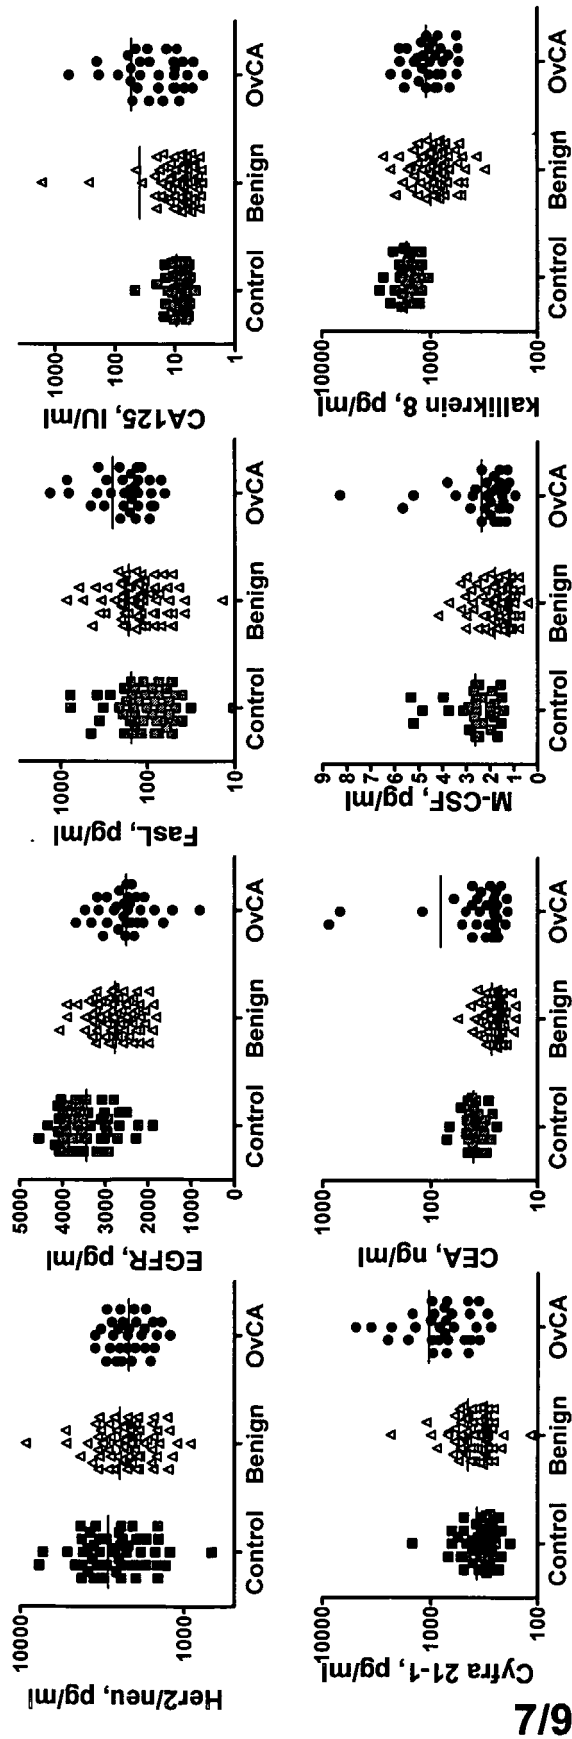 Her2/neu, pg/ml
10000
1000
Control
Benign
OvCA
EGFR, pg/ml
5000
4000
3000
2000
1000
0
Control
Benign
OvCA
FasL, pg/ml
1000
100
10
Control
Benign
OvCA
CA125, IU/ml
1000
100
10
1
Control
Benign
OvCA
Cyfra 21-1, pg/ml
10000
1000
100
Control
Benign
OvCA
CEA, ng/ml
1000
100
10
Control
Benign
OvCA
M-CSF, pg/ml
9
8
7
6
5
4
3
2
1
0
Control
Benign
OvCA
kallikrein 8, pg/ml
10000
1000
100
Control
Benign
OvCA
7/9